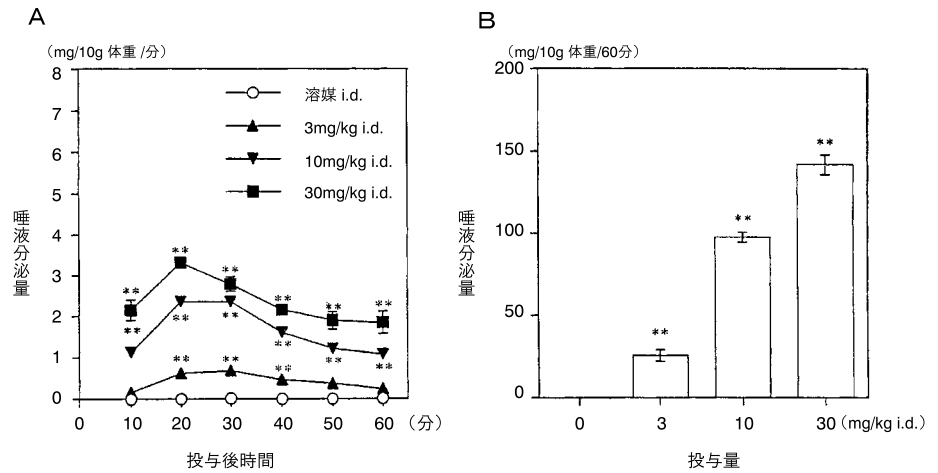 A
(mg/10g 体重 /分)
8
7
6
5
4
3
2
1
0
唾液分泌量
溶媒 i.d.
3mg/kg i.d.
10mg/kg i.d.
30mg/kg i.d.
** ** ** ** ** **
** ** ** ** ** **
** ** ** ** **
0 10 20 30 40 50 60 (分)
投与後時間
B
(mg/10g 体重/60分)
200
150
100
50
0
唾液分泌量
** ** **
0 3 10 30 (mg/kg i.d.)
投与量